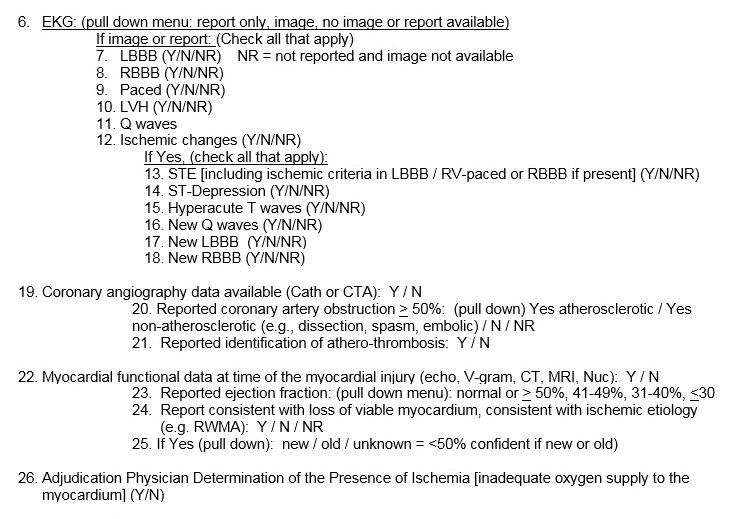 6. EKG: (pull down menu: report only, image, no image or report available)
If image or report: (Check all that apply)
7. LBBB (Y/N/NR) NR = not reported and image not available
8. RBBB (Y/N/NR)
9. Paced (Y/N/NR)
10. LVH (Y/N/NR)
11. Q waves
12. Ischemic changes (Y/N/NR)
If Yes, (check all that apply):
13. STE [including ischemic criteria in LBBB / RV-paced or RBBB if present] (Y/N/NR)
14. ST-Depression (Y/N/NR)
15. Hyperacute T waves (Y/N/NR)
16. New Q waves (Y/N/NR)
17. New LBBB (Y/N/NR)
18. New RBBB (Y/N/NR)
19. Coronary angiography data available (Cath or CTA): Y / N
20. Reported coronary artery obstruction ≥ 50%: (pull down) Yes atherosclerotic / Yes
non-atherosclerotic (e.g., dissection, spasm, embolic) / N / NR
21. Reported identification of athero-thrombosis: Y / N
22. Myocardial functional data at time of the myocardial injury (echo, V-gram, CT, MRI, Nuc): Y / N
23. Reported ejection fraction: (pull down menu): normal or ≥ 50%, 41-49%, 31-40%, ≤30
24. Report consistent with loss of viable myocardium, consistent with ischemic etiology
(e.g. RWMA): Y / N / NR
25. If Yes (pull down): new / old / unknown = <50% confident if new or old)
26. Adjudication Physician Determination of the Presence of Ischemia [inadequate oxygen supply to the
myocardium] (Y/N)